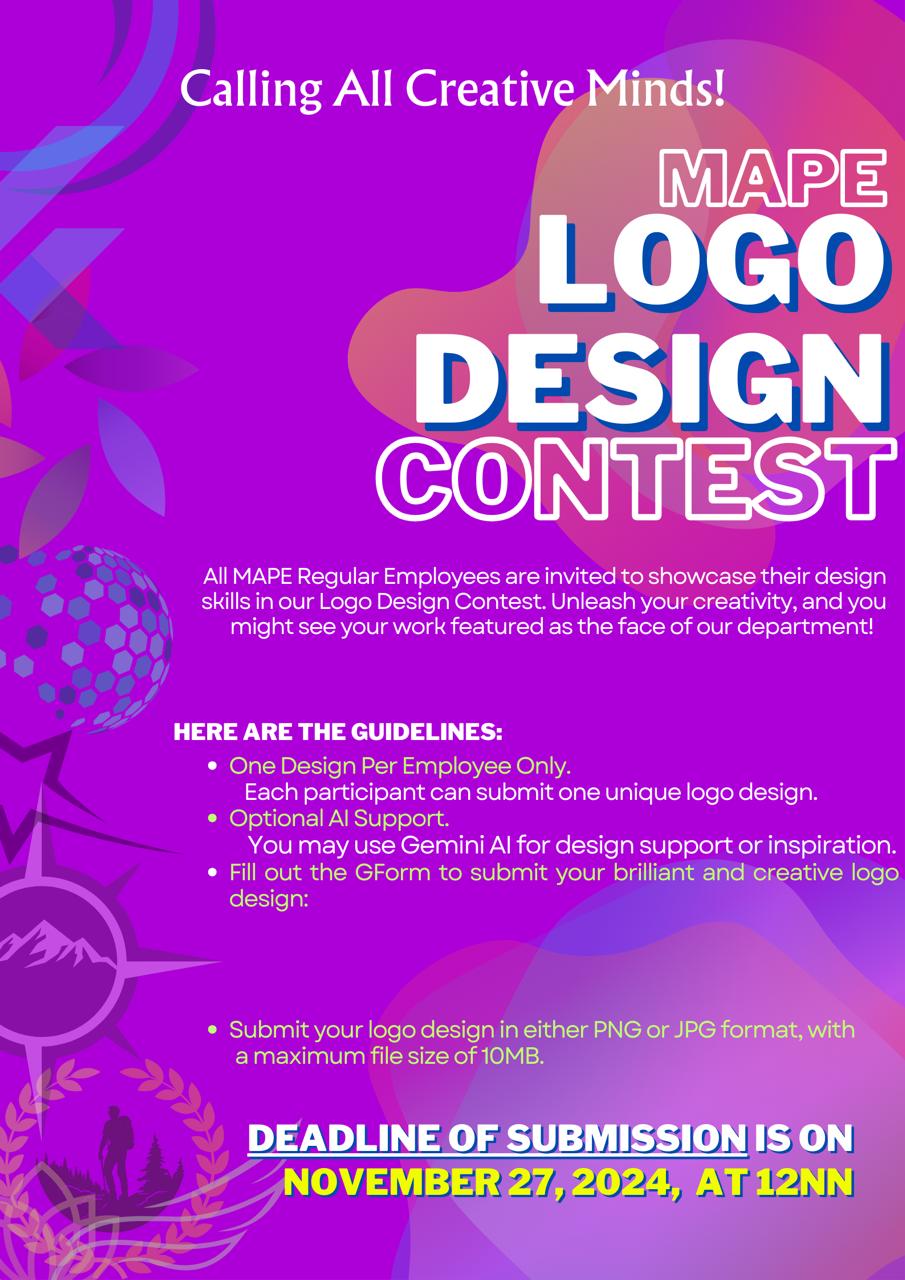 Calling All Creative Minds!
MAPE
LOGO
DESIGN
CONTEST
All MAPE Regular Employees are invited to showcase their design
skills in our Logo Design Contest. Unleash your creativity, and you
might see your work featured as the face of our department!
HERE ARE THE GUIDELINES:
• One Design Per Employee Only.
Each participant can submit one unique logo design.
• Optional AI Support.
You may use Gemini AI for design support or inspiration.
• Fill out the GForm to submit your brilliant and creative logo
design:
• Submit your logo design in either PNG or JPG format, with
a maximum file size of 10MB.
DEADLINE OF SUBMISSION IS ON
NOVEMBER 27, 2024, AT 12NN